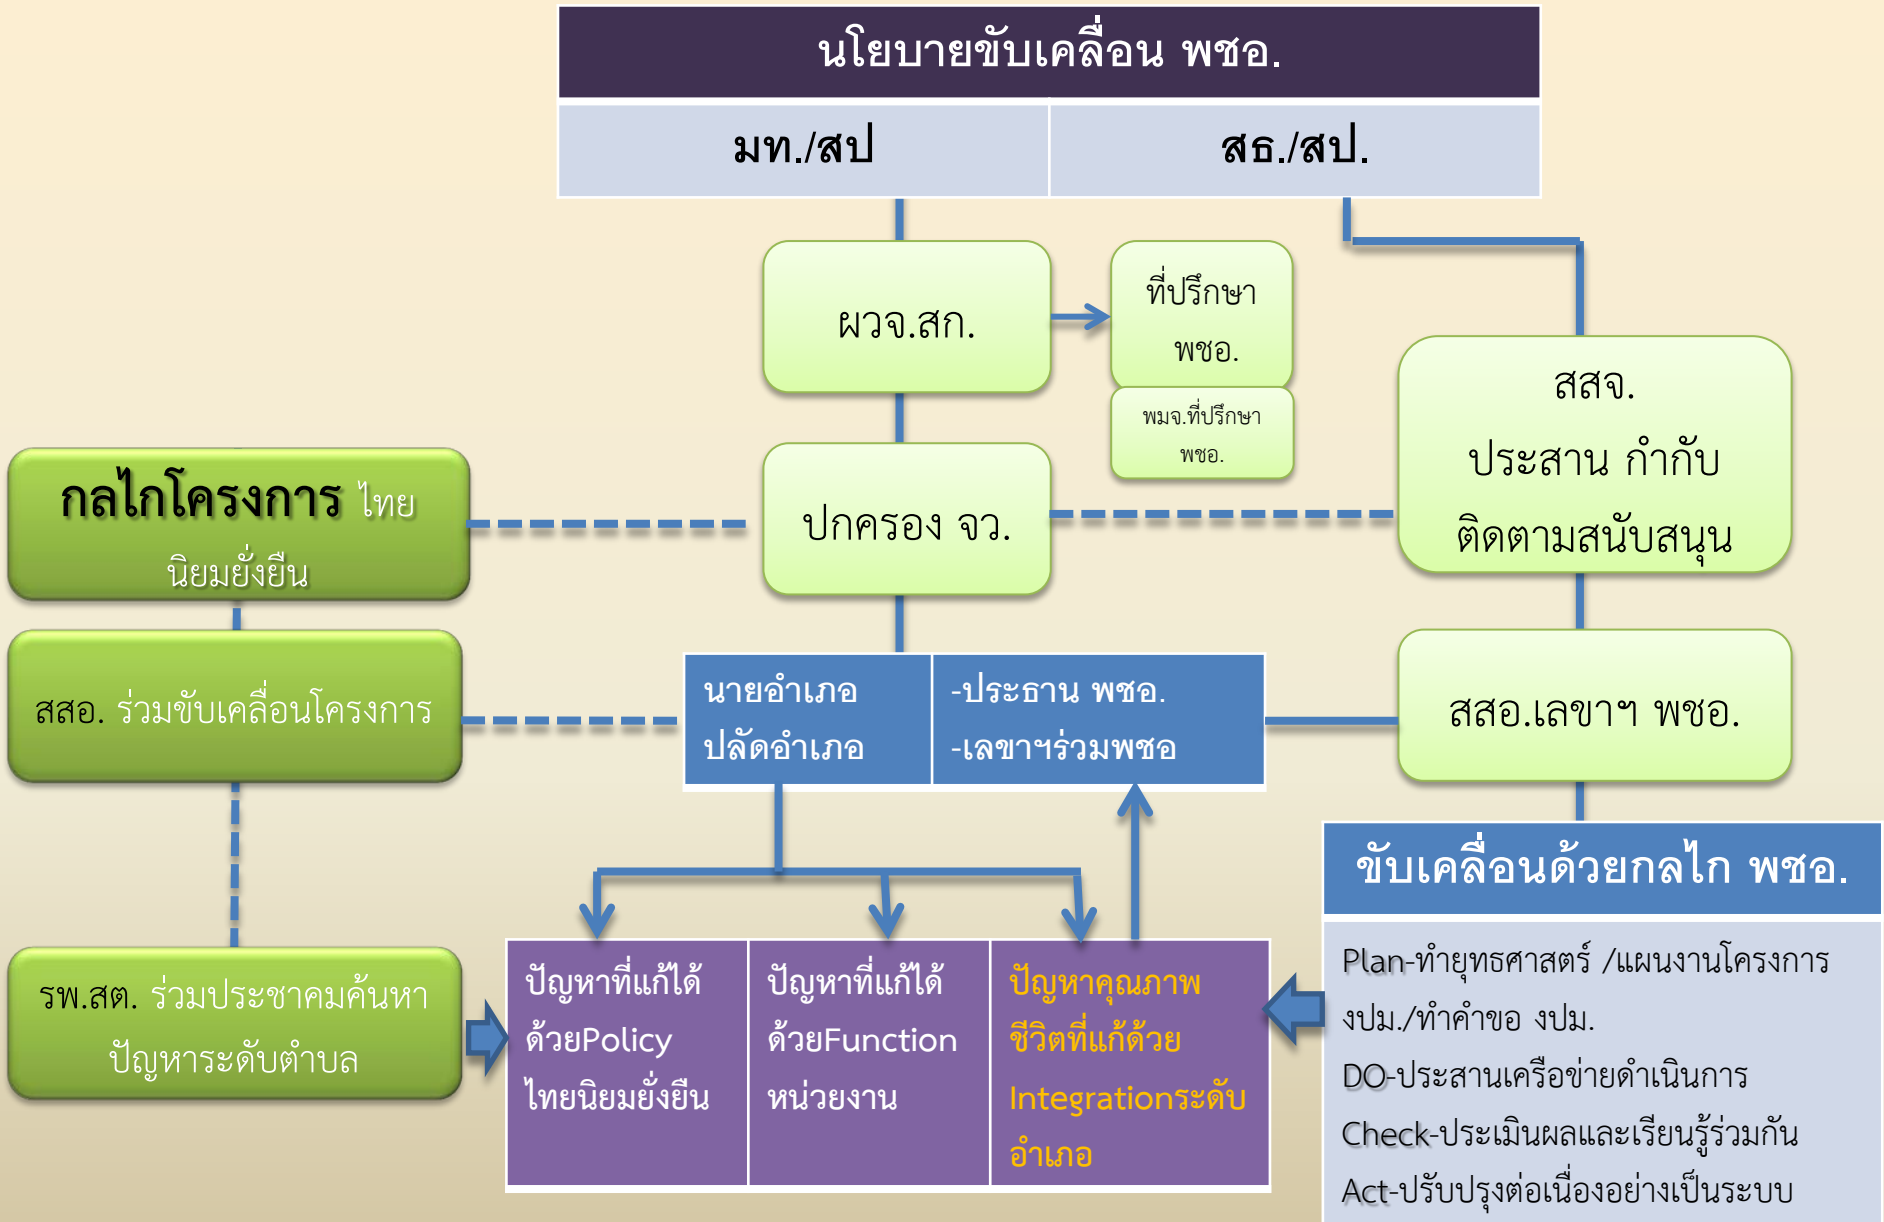 นโยบายขับเคลื่อน พชอ.
มท./สป
สธ./สป.
ผวจ.สก.
ที่ปรึกษา
พชอ.
พมจ.ที่ปรึกษา
พชอ.
สสจ.
ประสาน กำกับ
ติดตามสนับสนุน
กลไกโครงการ ไทย
นิยมยั่งยืน
ปกครอง จว.
สสอ. ร่วมขับเคลื่อนโครงการ
นายอำเภอ
ปลัดอำเภอ
-ประธาน พชอ.
-เลขาฯร่วมพชอ
สสอ.เลขาฯ พชอ.
รพ.สต. ร่วมประชาคมค้นหา
ปัญหาระดับตำบล
ปัญหาที่แก้ได้
ด้วยPolicy
ไทยนิยมยั่งยืน
ปัญหาที่แก้ได้
ด้วยFunction
หน่วยงาน
ปัญหาคุณภาพ
ชีวิตที่แก้ด้วย
Integrationระดับ
อำเภอ
ขับเคลื่อนด้วยกลไก พชอ.
Plan-ทำยุทธศาสตร์ /แผนงานโครงการ
งปม./ทำคำขอ งปม.
DO-ประสานเครือข่ายดำเนินการ
Check-ประเมินผลและเรียนรู้ร่วมกัน
Act-ปรับปรุงต่อเนื่องอย่างเป็นระบบ